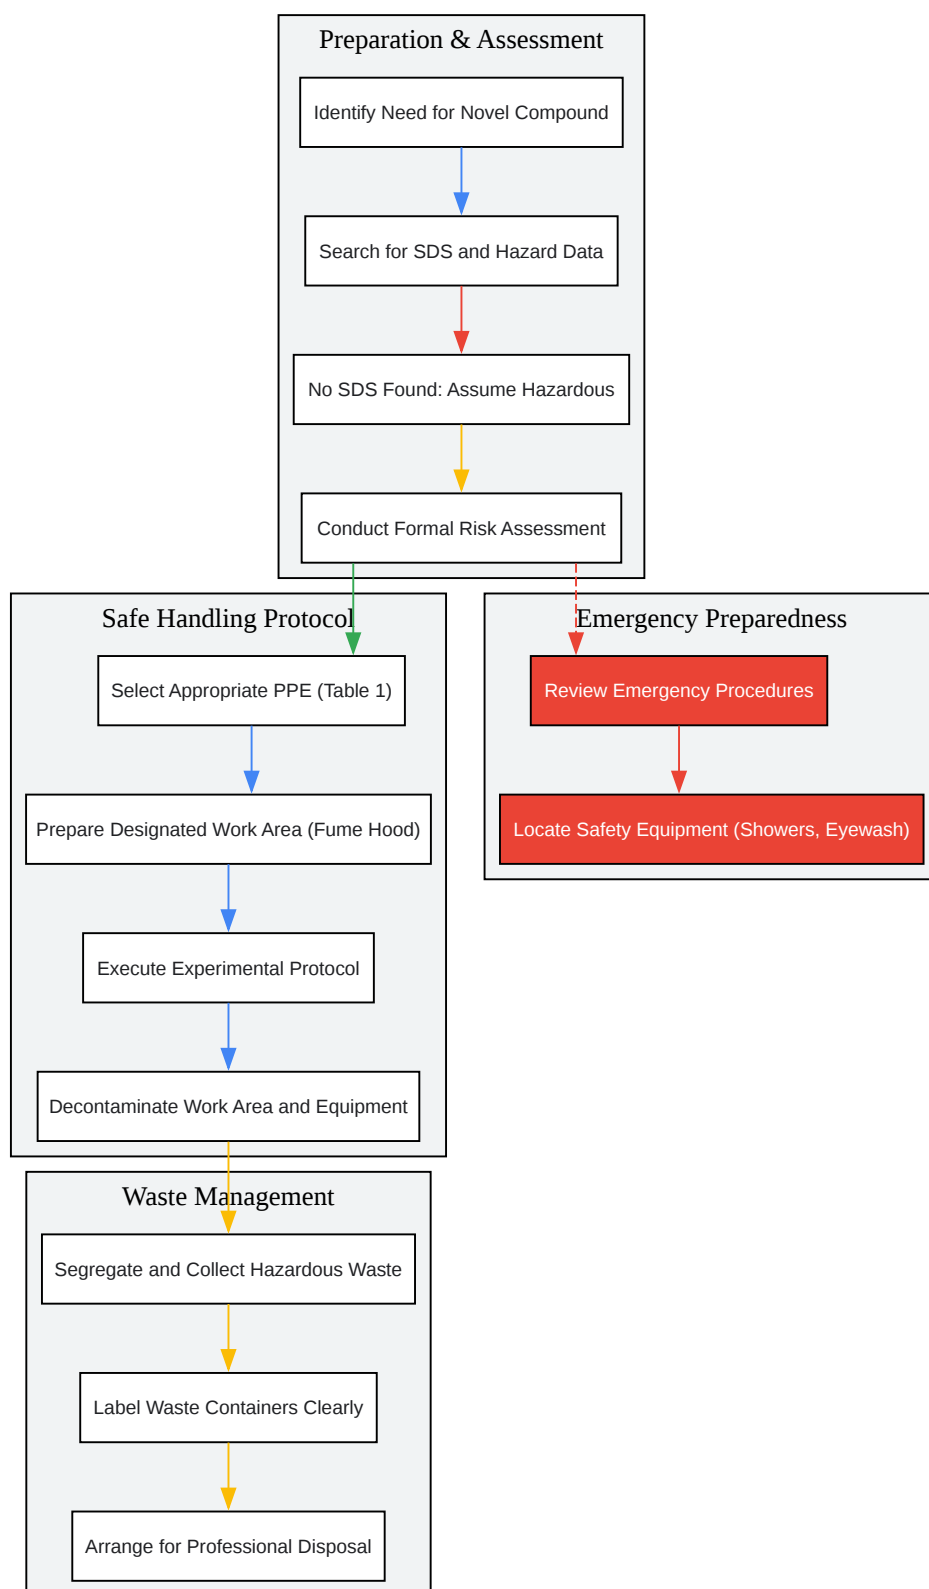 Preparation & Assessment
Identify Need for Novel Compound
Search for SDS and Hazard Data
No SDS Found: Assume Hazardous
Conduct Formal Risk Assessment
Safe Handling Protocol
Select Appropriate PPE (Table 1)
Prepare Designated Work Area (Fume Hood)
Execute Experimental Protocol
Decontaminate Work Area and Equipment
Emergency Preparedness
Review Emergency Procedures
Locate Safety Equipment (Showers, Eyewash)
Waste Management
Segregate and Collect Hazardous Waste
Label Waste Containers Clearly
Arrange for Professional Disposal